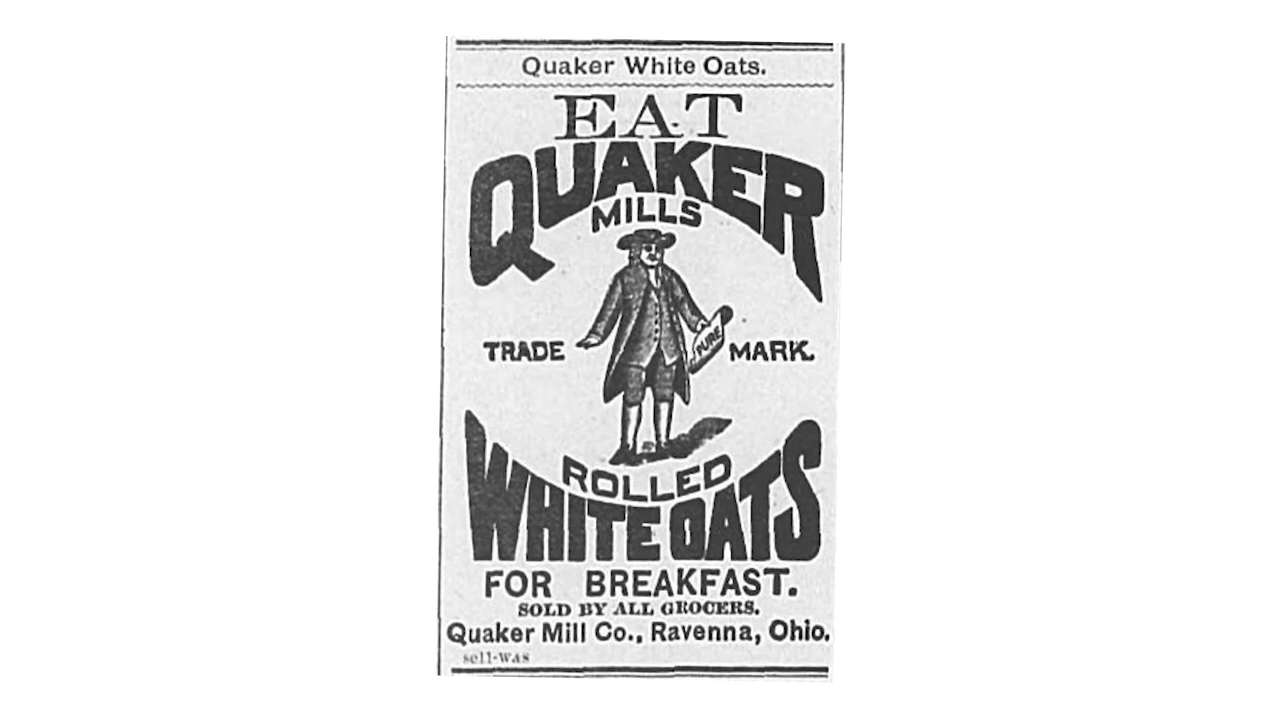 Quaker White Oats.
EAT
QUAKER
MILLS
TRADE MARK.
PURE
ROLLED
WHITE OATS
FOR BREAKFAST.
SOLD BY ALL GROCERS.
Quaker Mill Co., Ravenna, Ohio.
se11-was